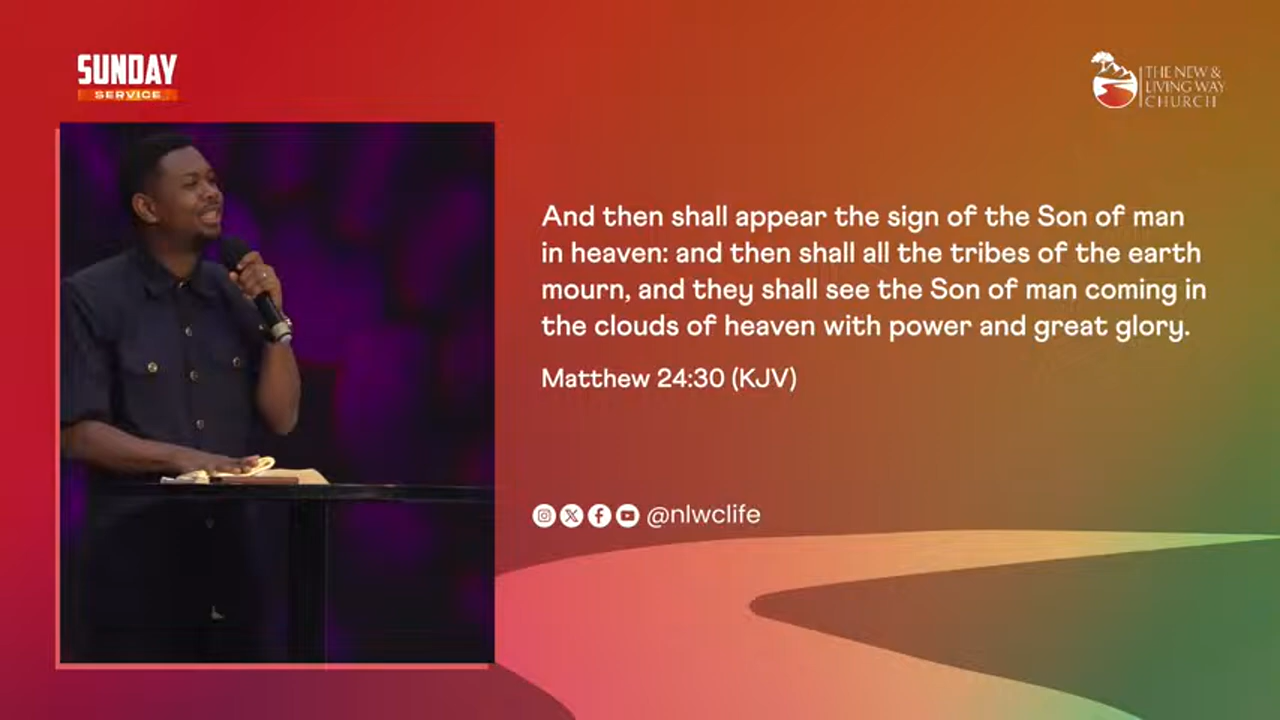 SUNDAY
SERVICE
THE NEW &
LIVING WAY
CHURCH
And then shall appear the sign of the Son of man
in heaven: and then shall all the tribes of the earth
mourn, and they shall see the Son of man coming in
the clouds of heaven with power and great glory.
Matthew 24:30 (KJV)
@nlwclife